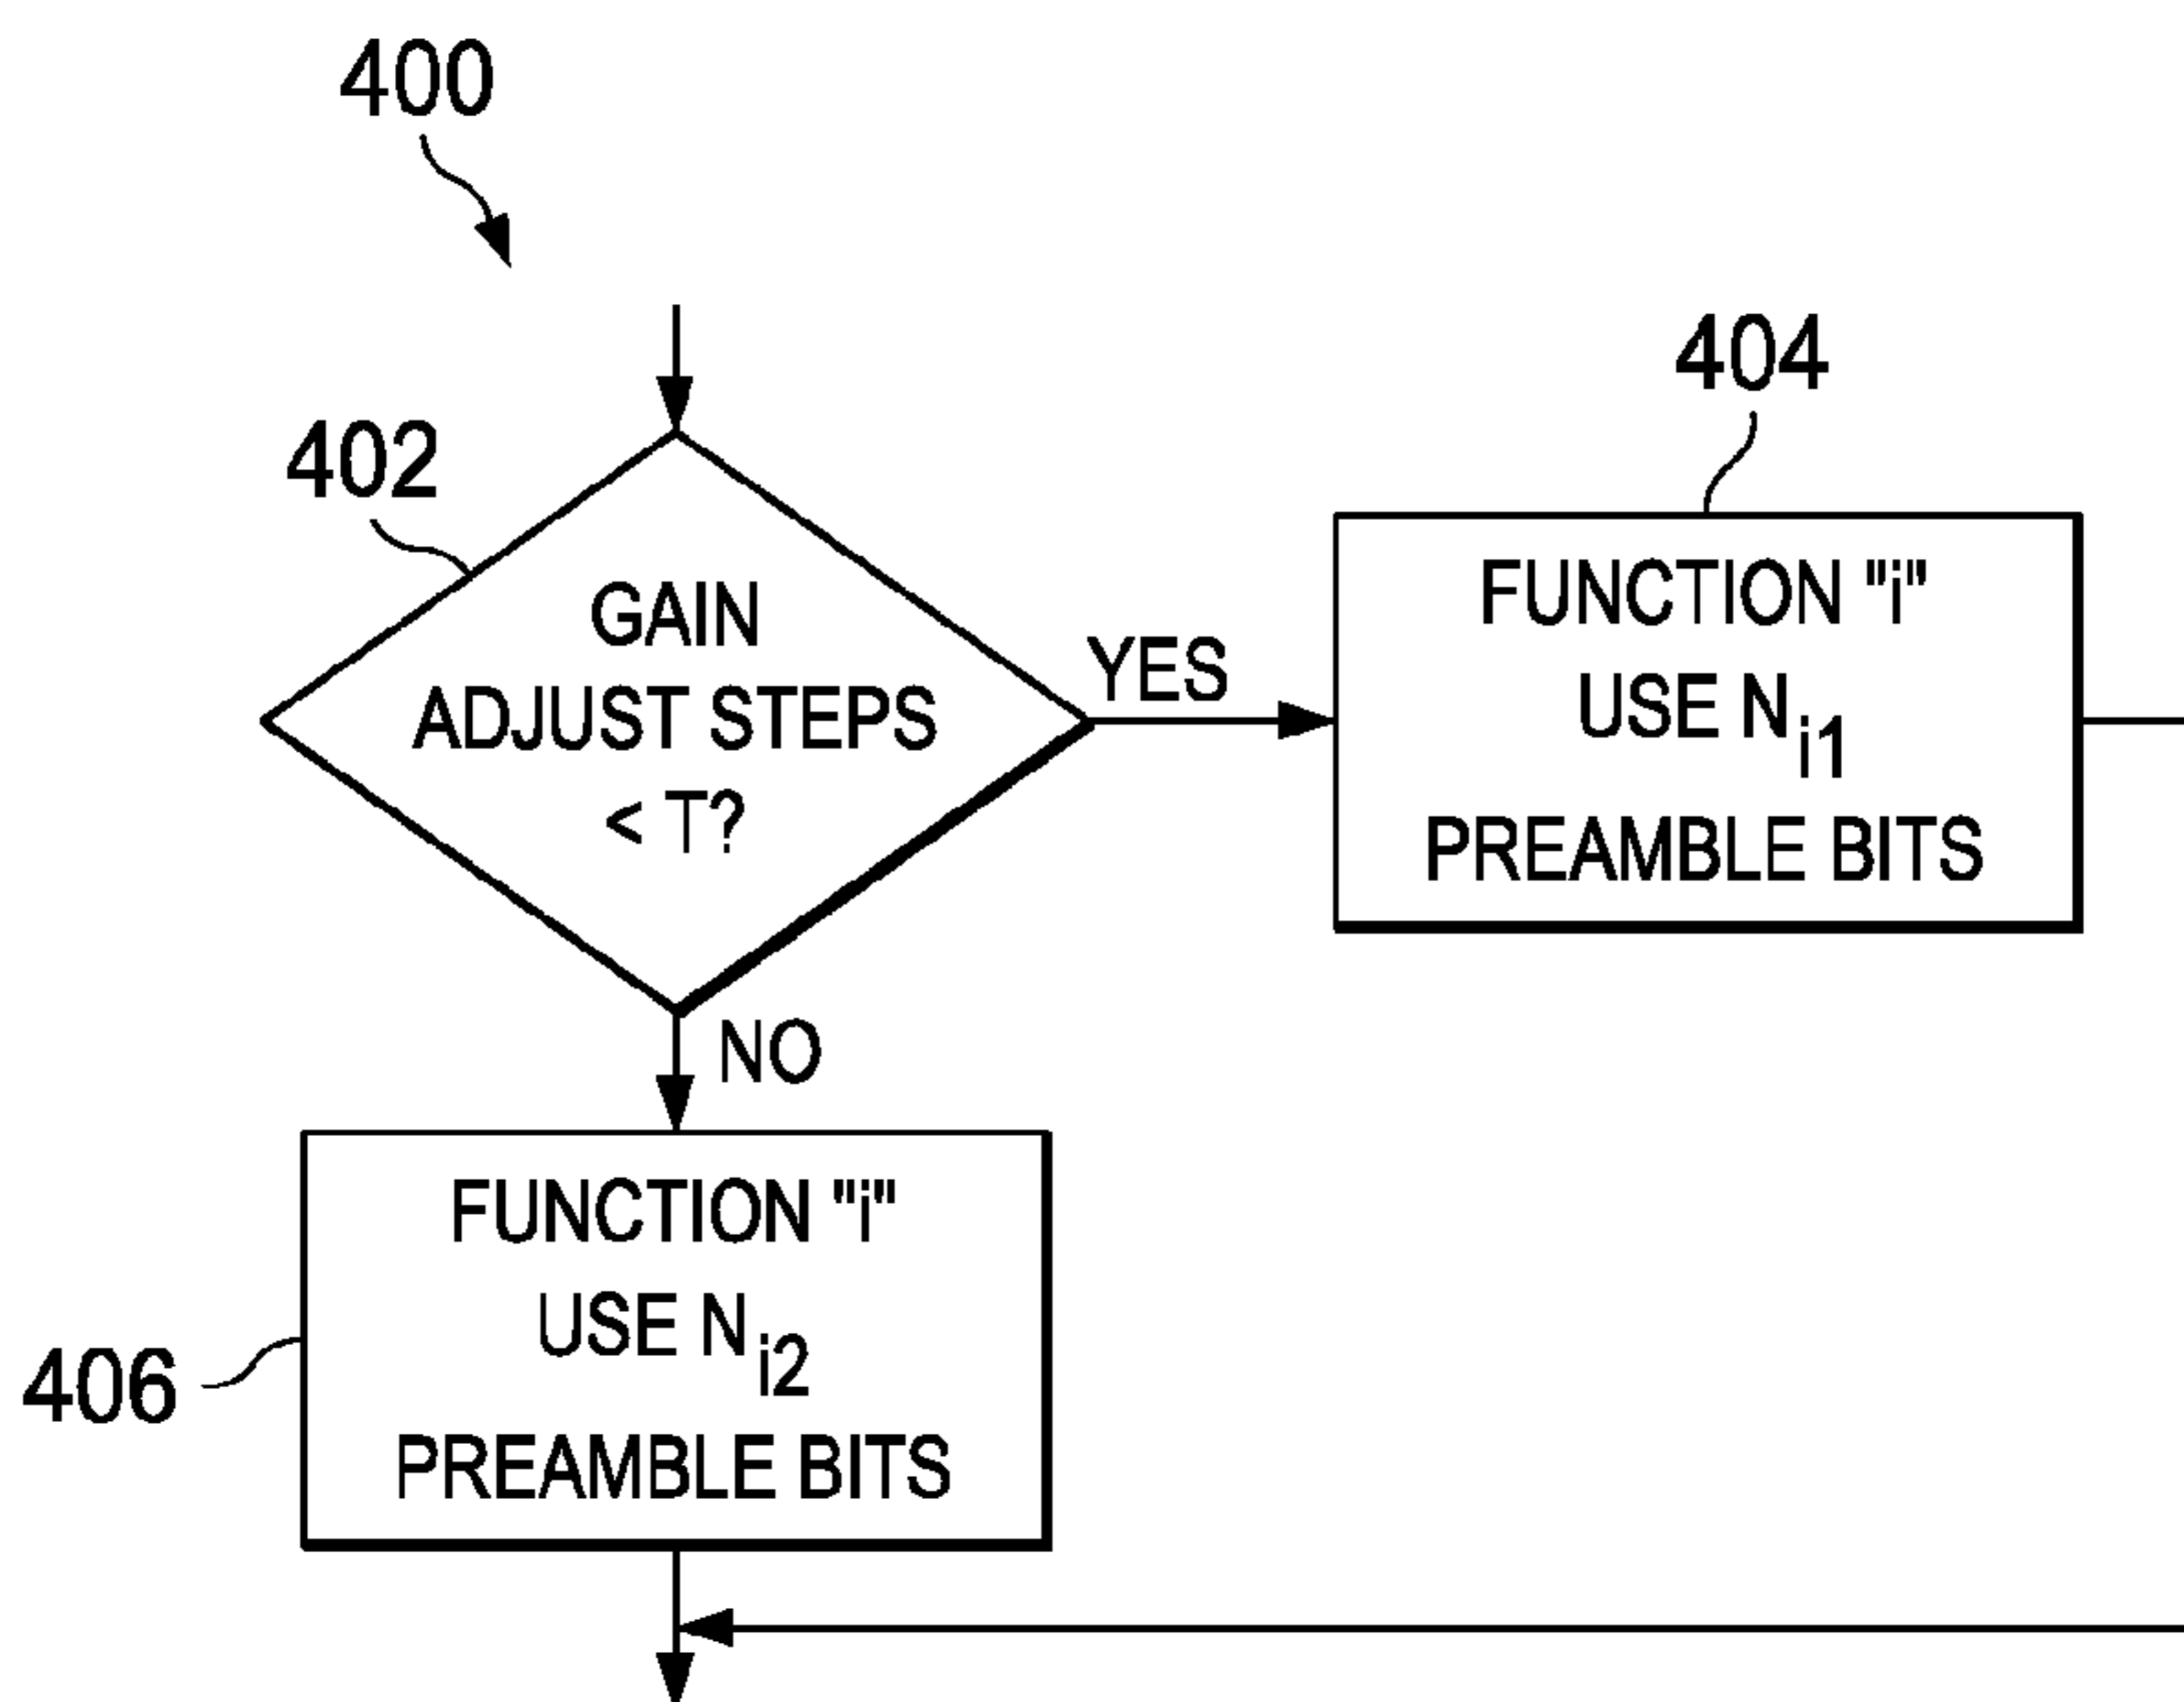 400
402
GAIN
ADJUST STEPS
< T?
YES
404
FUNCTION "i"
USE Ni1
PREAMBLE BITS
NO
406
FUNCTION "i"
USE Ni2
PREAMBLE BITS